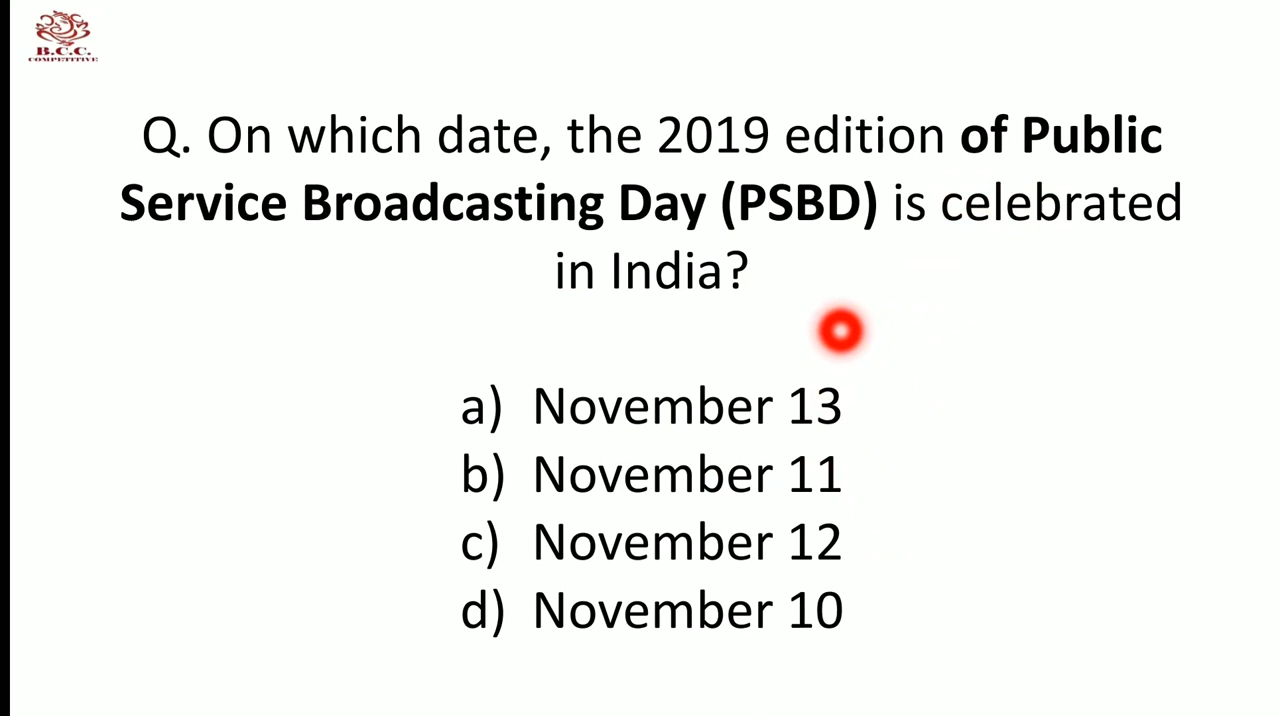 B.C.C.
COMPETITIVE
Q. On which date, the 2019 edition of Public
Service Broadcasting Day (PSBD) is celebrated
in India?
a) November 13
b) November 11
c) November 12
d) November 10